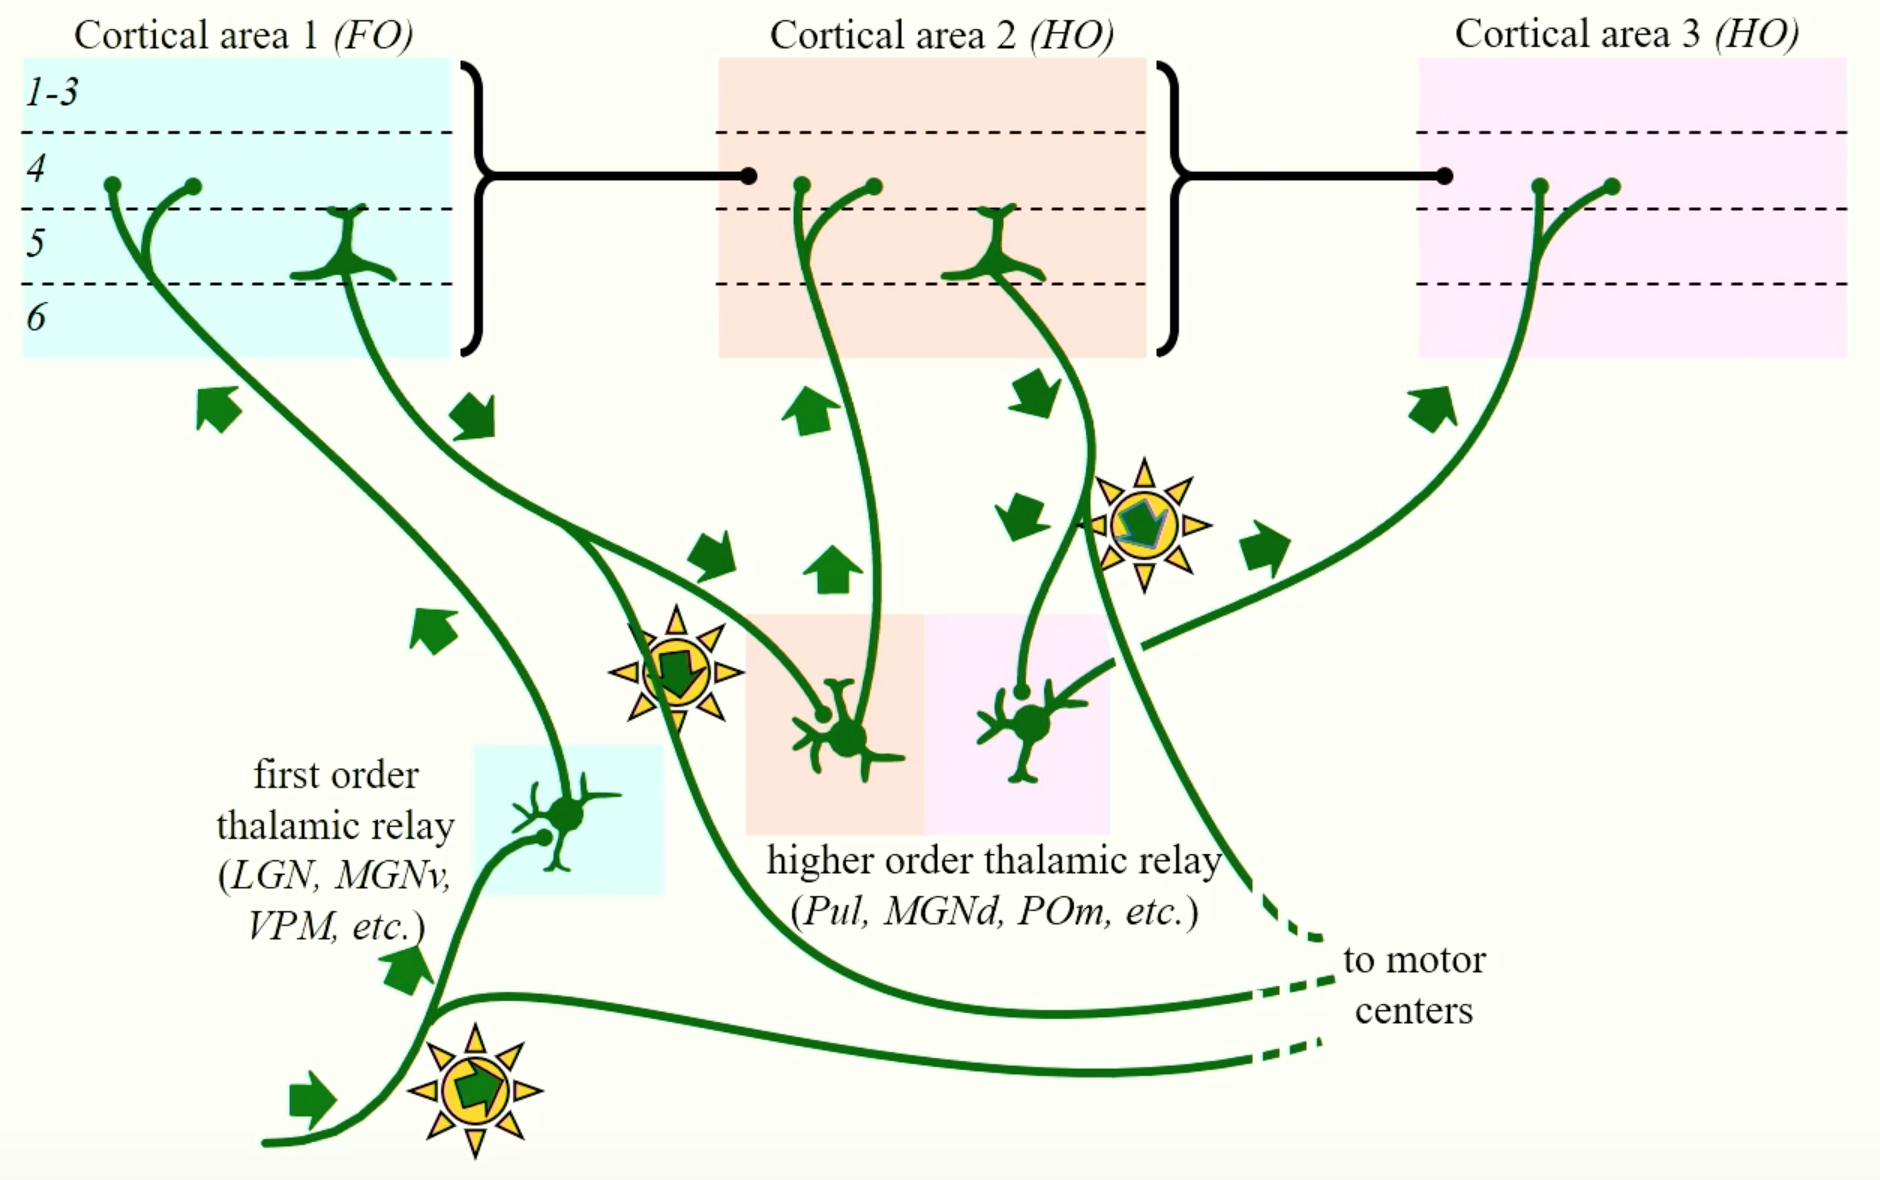 Cortical area 1 (FO)
Cortical area 2 (HO)
Cortical area 3 (HO)
1-3
4
5
6
first order
thalamic relay
(LGN, MGNv,
VPM, etc.)
higher order thalamic relay
(Pul, MGNd, POm, etc.)
to motor
centers